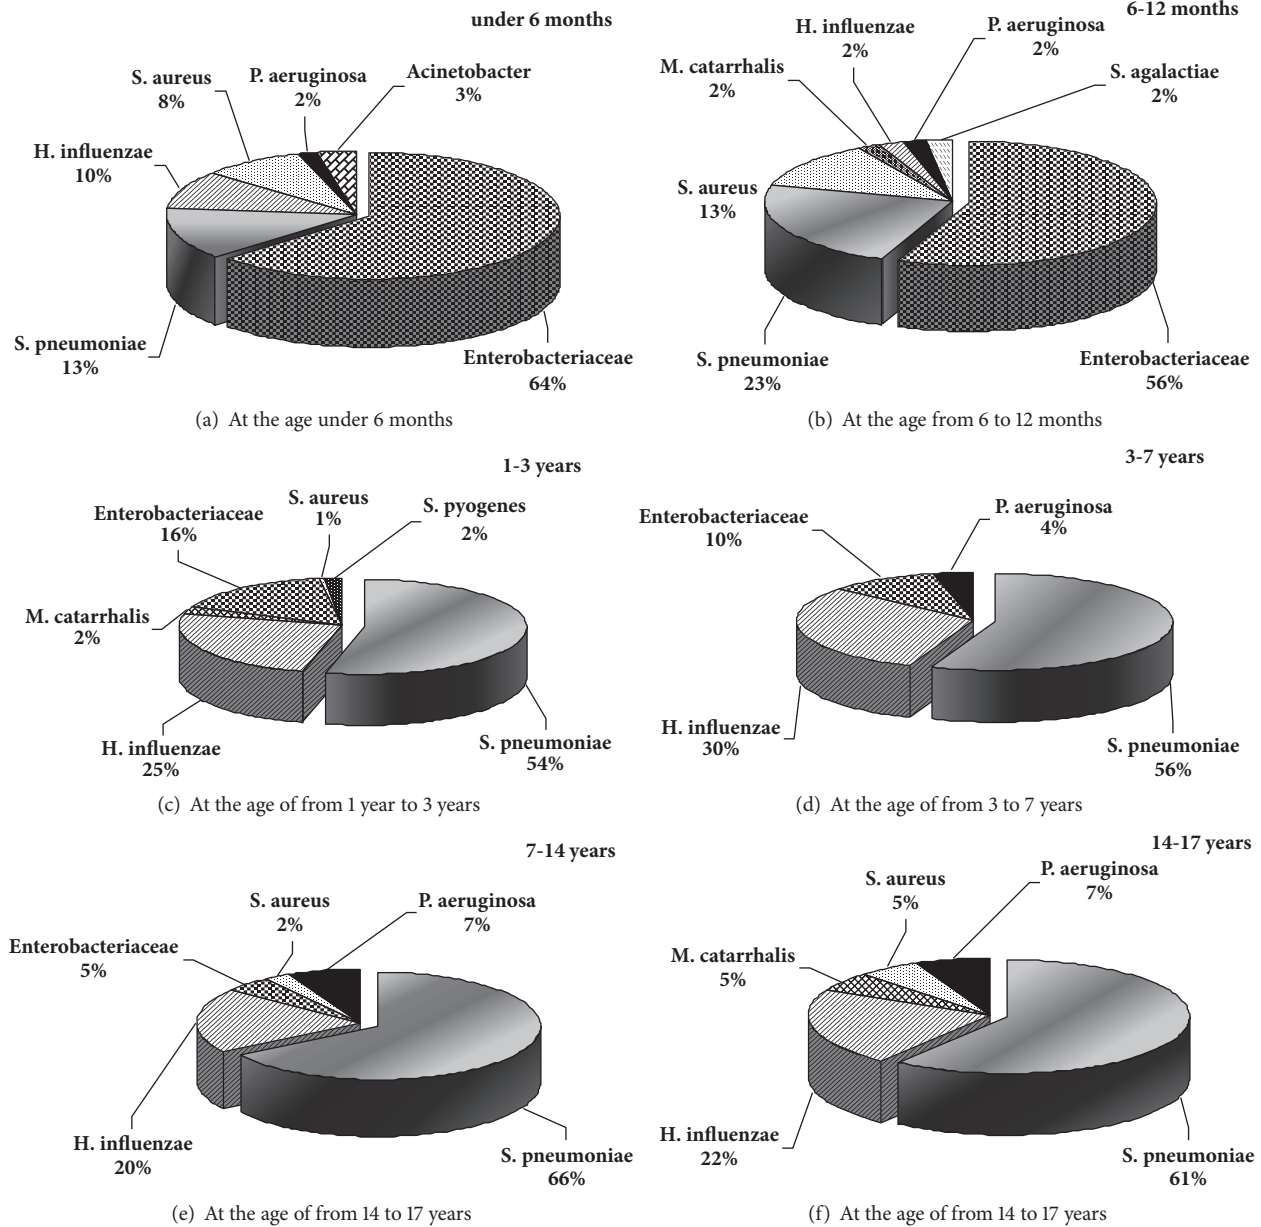 under 6 months
S. aureus
8%
P. aeruginosa
2%
Acinetobacter
3%
H. influenzae
10%
S. pneumoniae
13%
Enterobacteriaceae
64%
(a) At the age under 6 months
6-12 months
H. influenzae
2%
P. aeruginosa
2%
M. catarrhalis
2%
S. agalactiae
2%
S. aureus
13%
S. pneumoniae
23%
Enterobacteriaceae
56%
(b) At the age from 6 to 12 months
1-3 years
Enterobacteriaceae
16%
S. aureus
1%
S. pyogenes
2%
M. catarrhalis
2%
H. influenzae
25%
S. pneumoniae
54%
(c) At the age of from 1 year to 3 years
3-7 years
Enterobacteriaceae
10%
P. aeruginosa
4%
H. influenzae
30%
S. pneumoniae
56%
(d) At the age of from 3 to 7 years
7-14 years
S. aureus
2%
P. aeruginosa
7%
Enterobacteriaceae
5%
H. influenzae
20%
S. pneumoniae
66%
(e) At the age of from 14 to 17 years
14-17 years
S. aureus
5%
P. aeruginosa
7%
M. catarrhalis
5%
H. influenzae
22%
S. pneumoniae
61%
(f) At the age of from 14 to 17 years